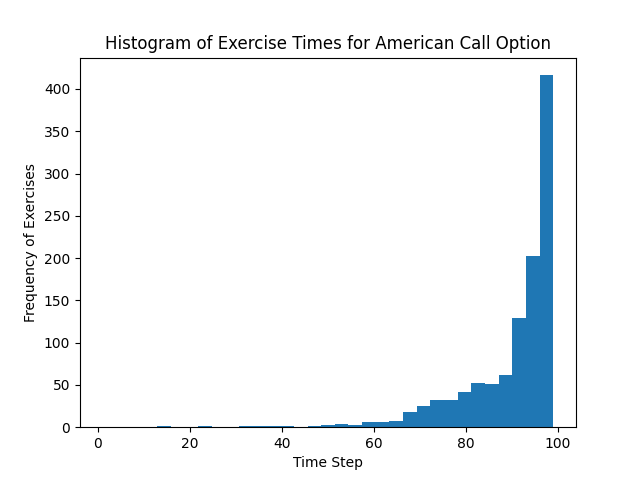 Histogram of Exercise Times for American Call Option
Frequency of Exercises
400
350
300
250
200
150
100
50
0
0 20 40 60 80 100
Time Step